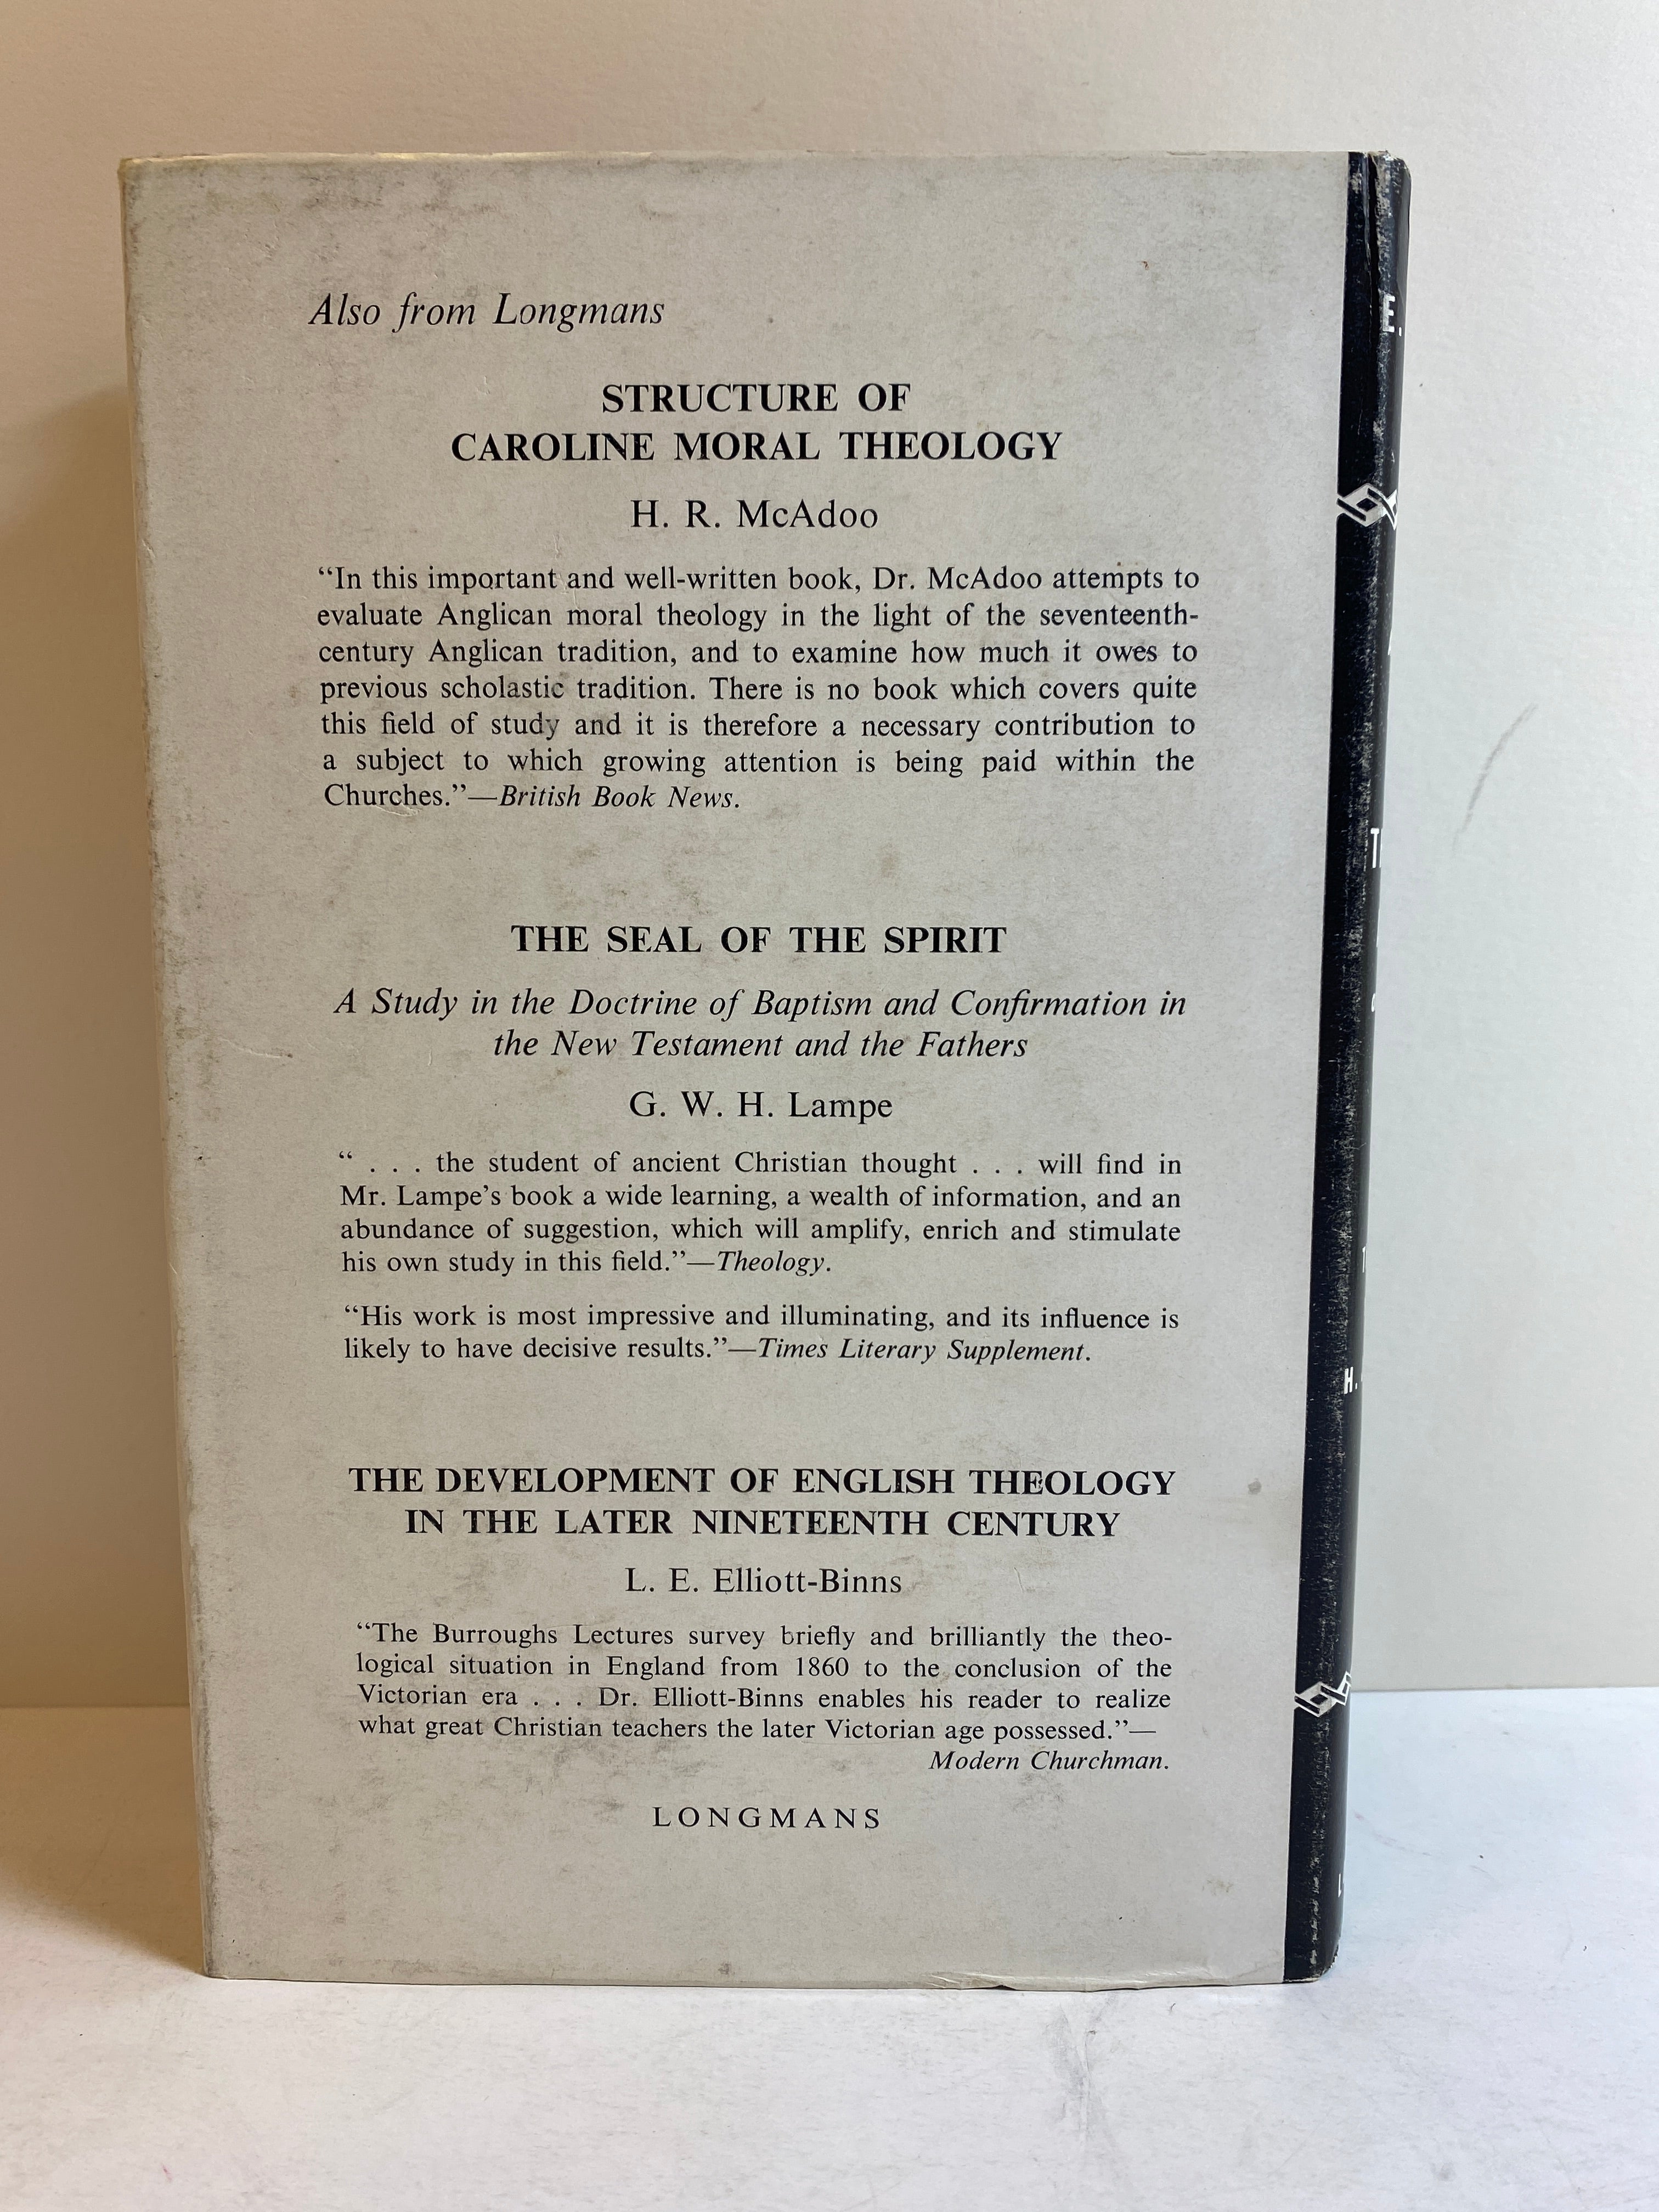 Also from Longmans
STRUCTURE OF
CAROLINE MORAL THEOLOGY
H. R. McAdoo
“In this important and well-written book, Dr. McAdoo attempts to
evaluate Anglican moral theology in the light of the seventeenth-
century Anglican tradition, and to examine how much it owes to
previous scholastic tradition. There is no book which covers quite
this field of study and it is therefore a necessary contribution to
a subject to which growing attention is being paid within the
Churches.”—British Book News.
THE SEAL OF THE SPIRIT
A Study in the Doctrine of Baptism and Confirmation in
the New Testament and the Fathers
G. W. H. Lampe
“ . . . the student of ancient Christian thought . . . will find in
Mr. Lampe’s book a wide learning, a wealth of information, and an
abundance of suggestion, which will amplify, enrich and stimulate
his own study in this field.”—Theology.
“His work is most impressive and illuminating, and its influence is
likely to have decisive results.”—Times Literary Supplement.
THE DEVELOPMENT OF ENGLISH THEOLOGY
IN THE LATER NINETEENTH CENTURY
L. E. Elliott-Binns
“The Burroughs Lectures survey briefly and brilliantly the theo-
logical situation in England from 1860 to the conclusion of the
Victorian era . . . Dr. Elliott-Binns enables his reader to realize
what great Christian teachers the later Victorian age possessed.”—
Modern Churchman.
LONGMANS
E.
H.